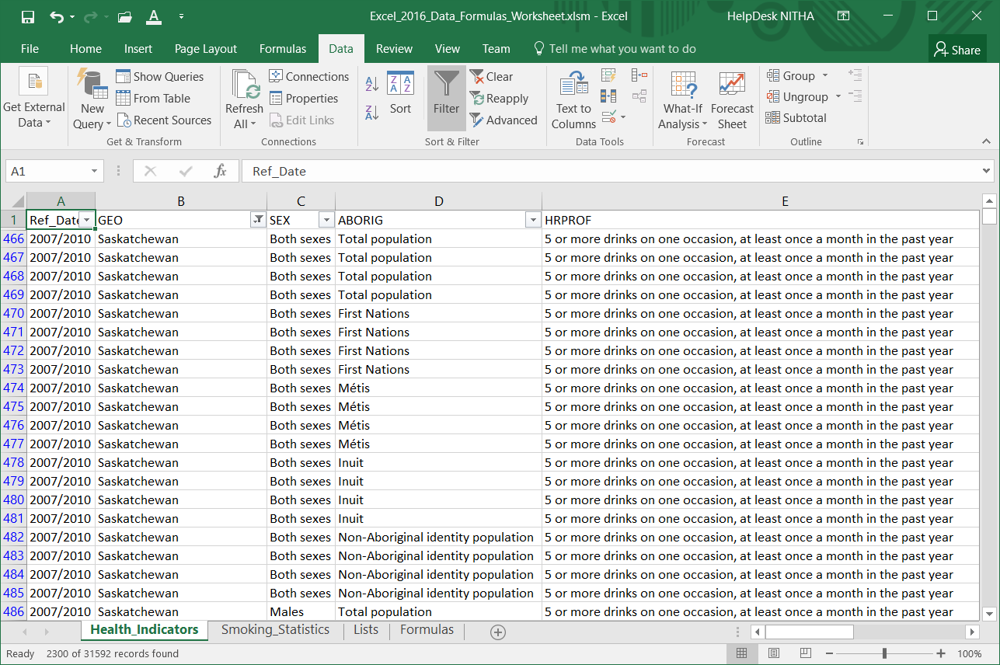 Excel_2016_Data_Formulas_Worksheet.xlsm - Excel HelpDesk NITHA
File Home Insert Page Layout Formulas Data Review View Team Tell me what you want to do Share
Get External Data
New Query
Show Queries
From Table
Recent Sources
Get & Transform
Refresh All
Connections
Properties
Edit Links
Connections
Sort
Filter
Clear
Reapply
Advanced
Sort & Filter
Text to Columns
Data Tools
What-If Analysis
Forecast Sheet
Forecast
Group
Ungroup
Subtotal
Outline
A1 fx Ref_Date
A B C D E
1 Ref_Date GEO SEX ABORIG HRPROF
466 2007/2010 Saskatchewan Both sexes Total population 5 or more drinks on one occasion, at least once a month in the past year
467 2007/2010 Saskatchewan Both sexes Total population 5 or more drinks on one occasion, at least once a month in the past year
468 2007/2010 Saskatchewan Both sexes Total population 5 or more drinks on one occasion, at least once a month in the past year
469 2007/2010 Saskatchewan Both sexes Total population 5 or more drinks on one occasion, at least once a month in the past year
470 2007/2010 Saskatchewan Both sexes First Nations 5 or more drinks on one occasion, at least once a month in the past year
471 2007/2010 Saskatchewan Both sexes First Nations 5 or more drinks on one occasion, at least once a month in the past year
472 2007/2010 Saskatchewan Both sexes First Nations 5 or more drinks on one occasion, at least once a month in the past year
473 2007/2010 Saskatchewan Both sexes First Nations 5 or more drinks on one occasion, at least once a month in the past year
474 2007/2010 Saskatchewan Both sexes Métis 5 or more drinks on one occasion, at least once a month in the past year
475 2007/2010 Saskatchewan Both sexes Métis 5 or more drinks on one occasion, at least once a month in the past year
476 2007/2010 Saskatchewan Both sexes Métis 5 or more drinks on one occasion, at least once a month in the past year
477 2007/2010 Saskatchewan Both sexes Métis 5 or more drinks on one occasion, at least once a month in the past year
478 2007/2010 Saskatchewan Both sexes Inuit 5 or more drinks on one occasion, at least once a month in the past year
479 2007/2010 Saskatchewan Both sexes Inuit 5 or more drinks on one occasion, at least once a month in the past year
480 2007/2010 Saskatchewan Both sexes Inuit 5 or more drinks on one occasion, at least once a month in the past year
481 2007/2010 Saskatchewan Both sexes Inuit 5 or more drinks on one occasion, at least once a month in the past year
482 2007/2010 Saskatchewan Both sexes Non-Aboriginal identity population 5 or more drinks on one occasion, at least once a month in the past year
483 2007/2010 Saskatchewan Both sexes Non-Aboriginal identity population 5 or more drinks on one occasion, at least once a month in the past year
484 2007/2010 Saskatchewan Both sexes Non-Aboriginal identity population 5 or more drinks on one occasion, at least once a month in the past year
485 2007/2010 Saskatchewan Both sexes Non-Aboriginal identity population 5 or more drinks on one occasion, at least once a month in the past year
486 2007/2010 Saskatchewan Males Total population 5 or more drinks on one occasion, at least once a month in the past year
Health_Indicators Smoking_Statistics Lists Formulas
Ready 2300 of 31592 records found 100%